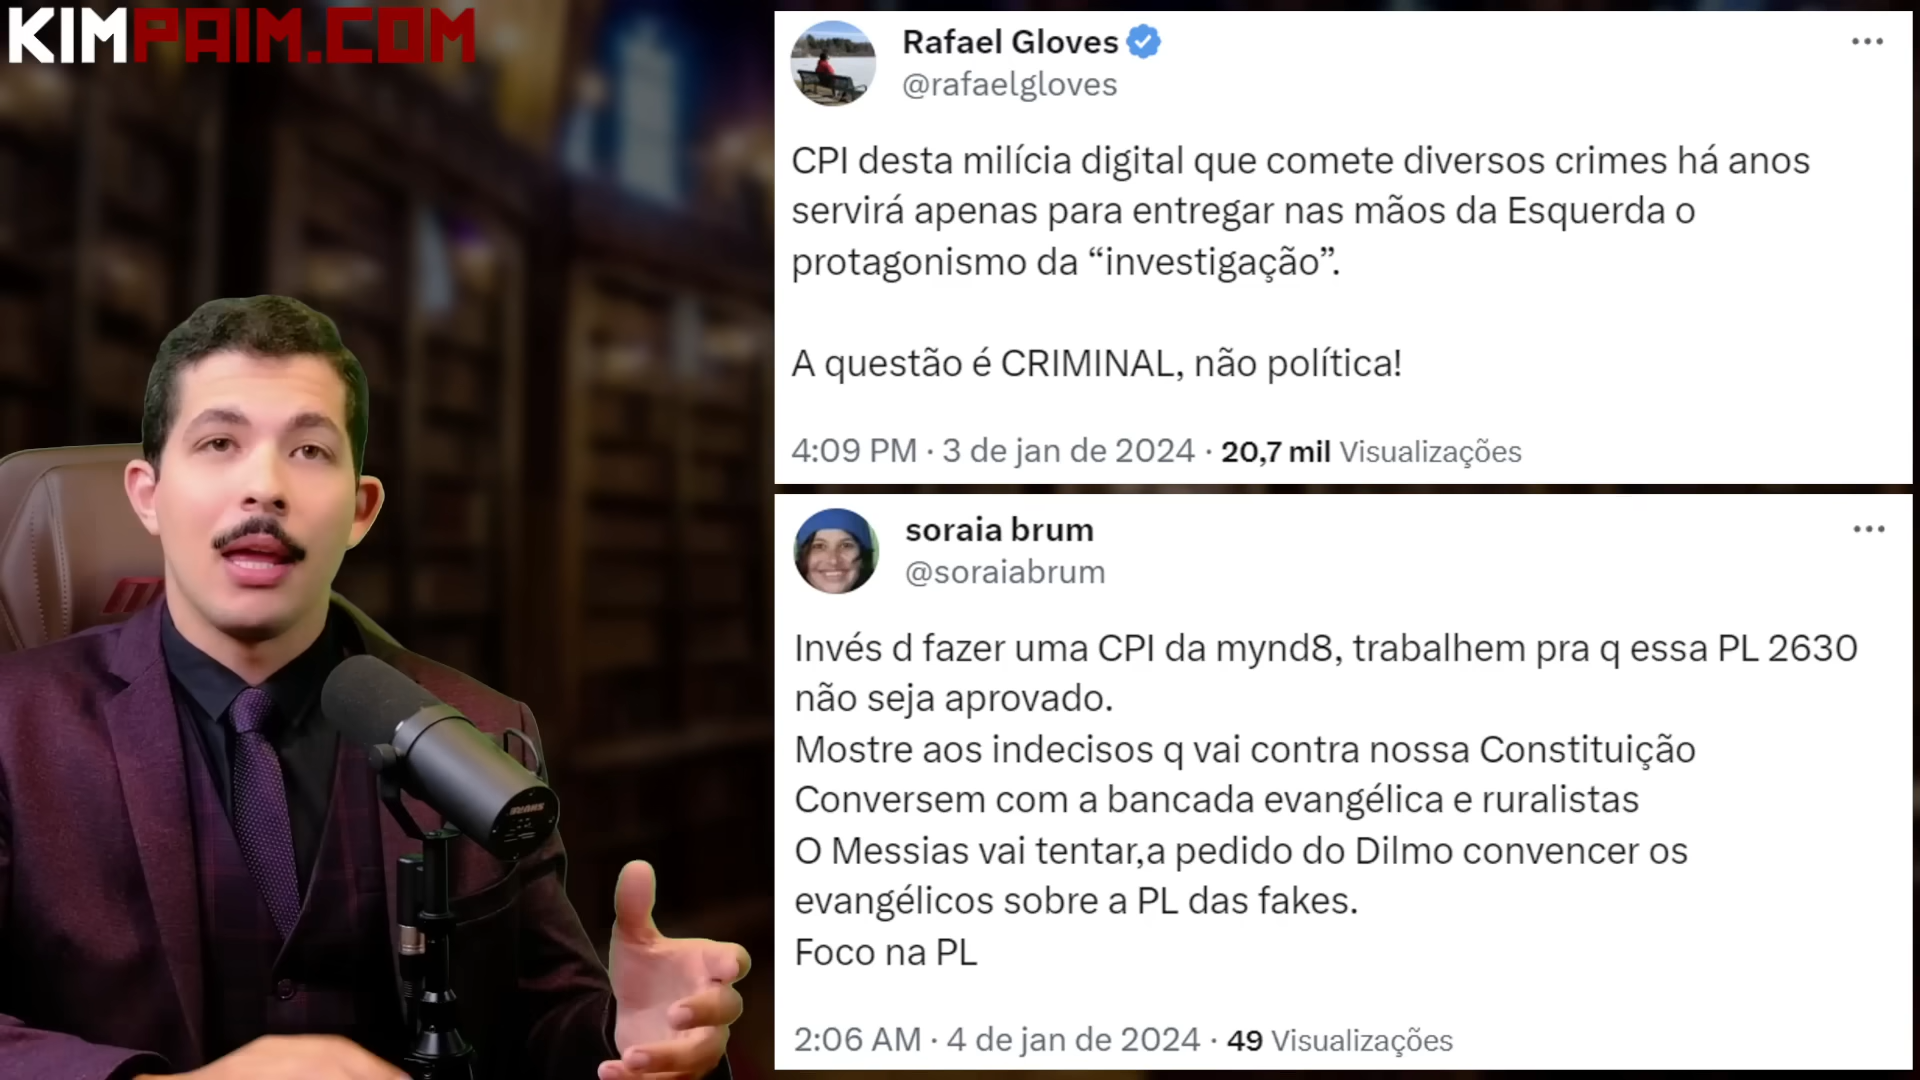 KIMPAIM.COM
Rafael Gloves
@rafaelgloves
CPI desta milícia digital que comete diversos crimes há anos
servirá apenas para entregar nas mãos da Esquerda o
protagonismo da “investigação”.
A questão é CRIMINAL, não política!
4:09 PM · 3 de jan de 2024 · 20,7 mil Visualizações
soraia brum
@soraiabrum
Invés d fazer uma CPI da mynd8, trabalhem pra q essa PL 2630
não seja aprovado.
Mostre aos indecisos q vai contra nossa Constituição
Conversem com a bancada evangélica e ruralistas
O Messias vai tentar,a pedido do Dilmo convencer os
evangélicos sobre a PL das fakes.
Foco na PL
2:06 AM · 4 de jan de 2024 · 49 Visualizações